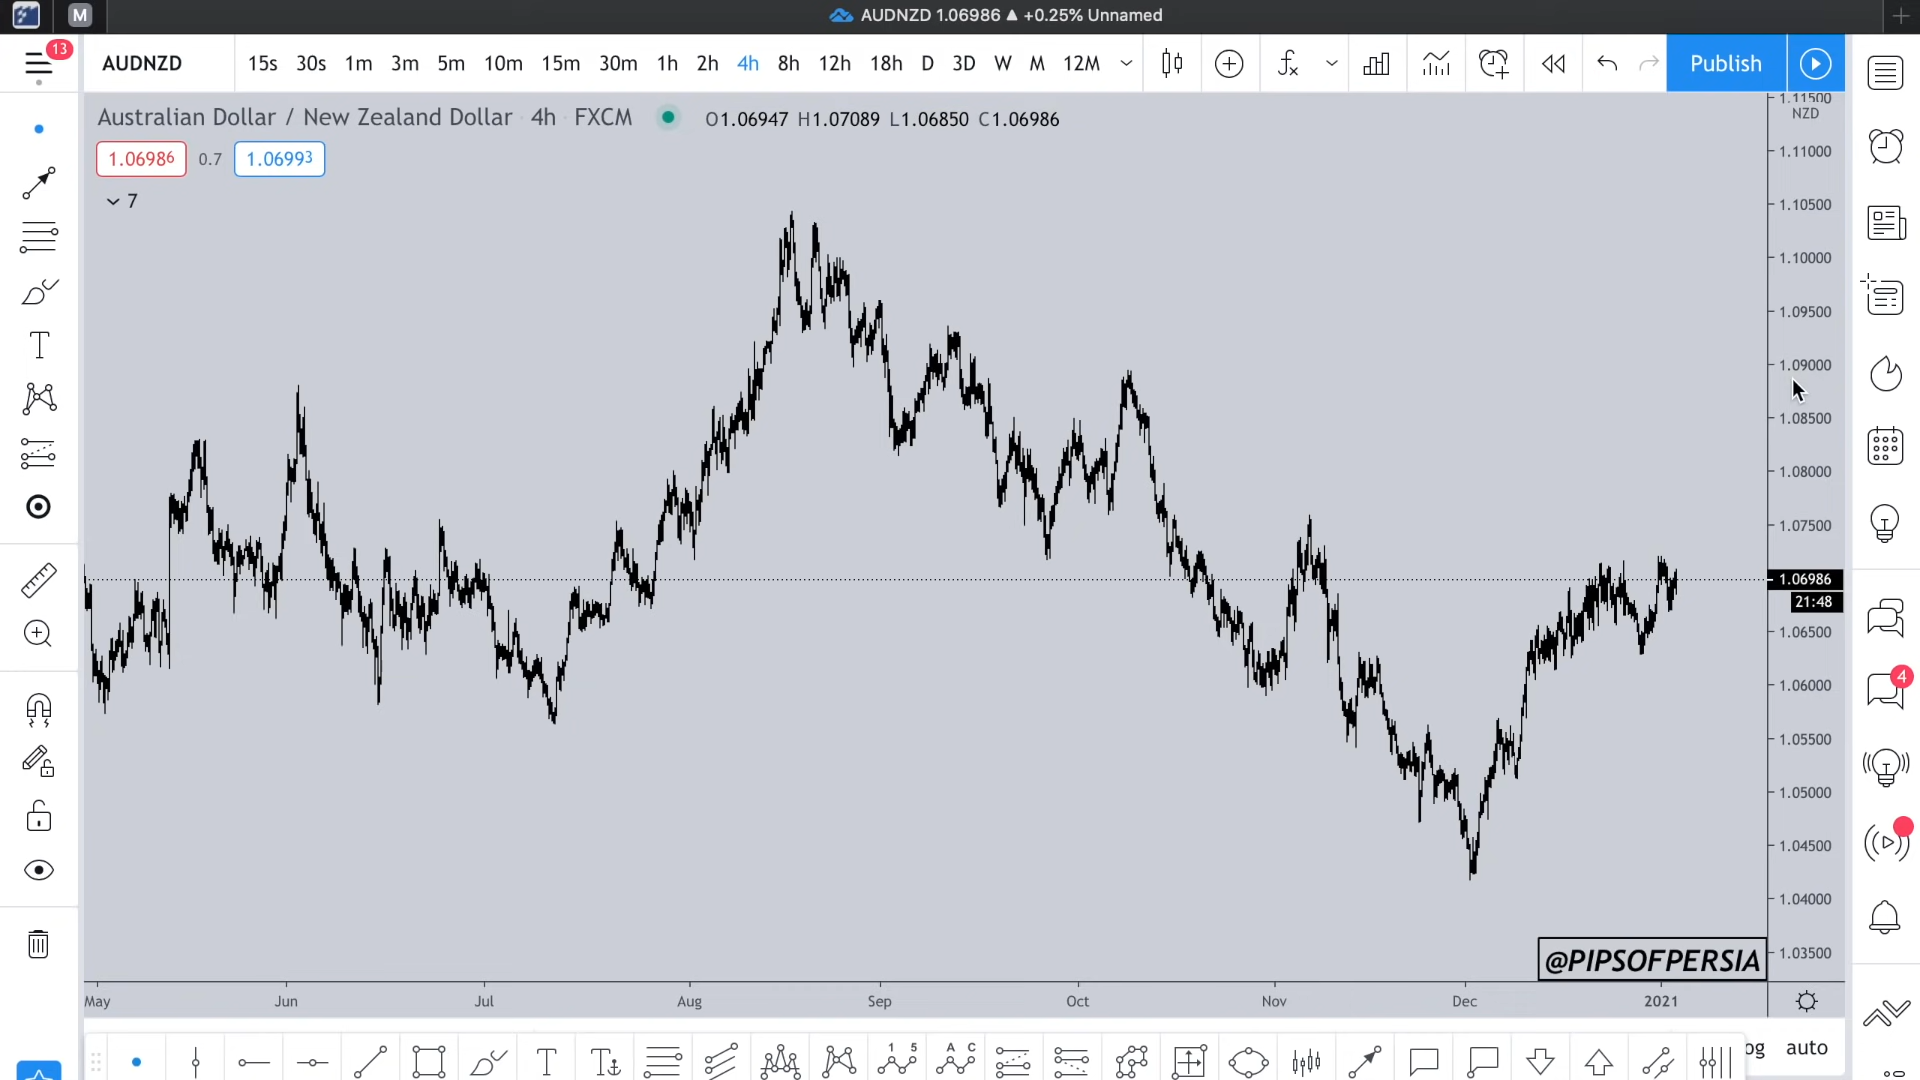 M
AUDNZD 1.06986 ▲ +0.25% Unnamed
13
AUDNZD 15s 30s 1m 3m 5m 10m 15m 30m 1h 2h 4h 8h 12h 18h D 3D W M 12M Publish
Australian Dollar / New Zealand Dollar · 4h · FXCM O1.06947 H1.07089 L1.06850 C1.06986
1.06986 0.7 1.06993
7
1.11500
NZD
1.11000
1.10500
1.10000
1.09500
1.09000
1.08500
1.08000
1.07500
1.06986
21:48
1.06500
1.06000
4
1.05500
1.05000
1.04500
1.04000
1.03500
@PIPSOFPERSIA
May Jun Jul Aug Sep Oct Nov Dec 2021
og auto